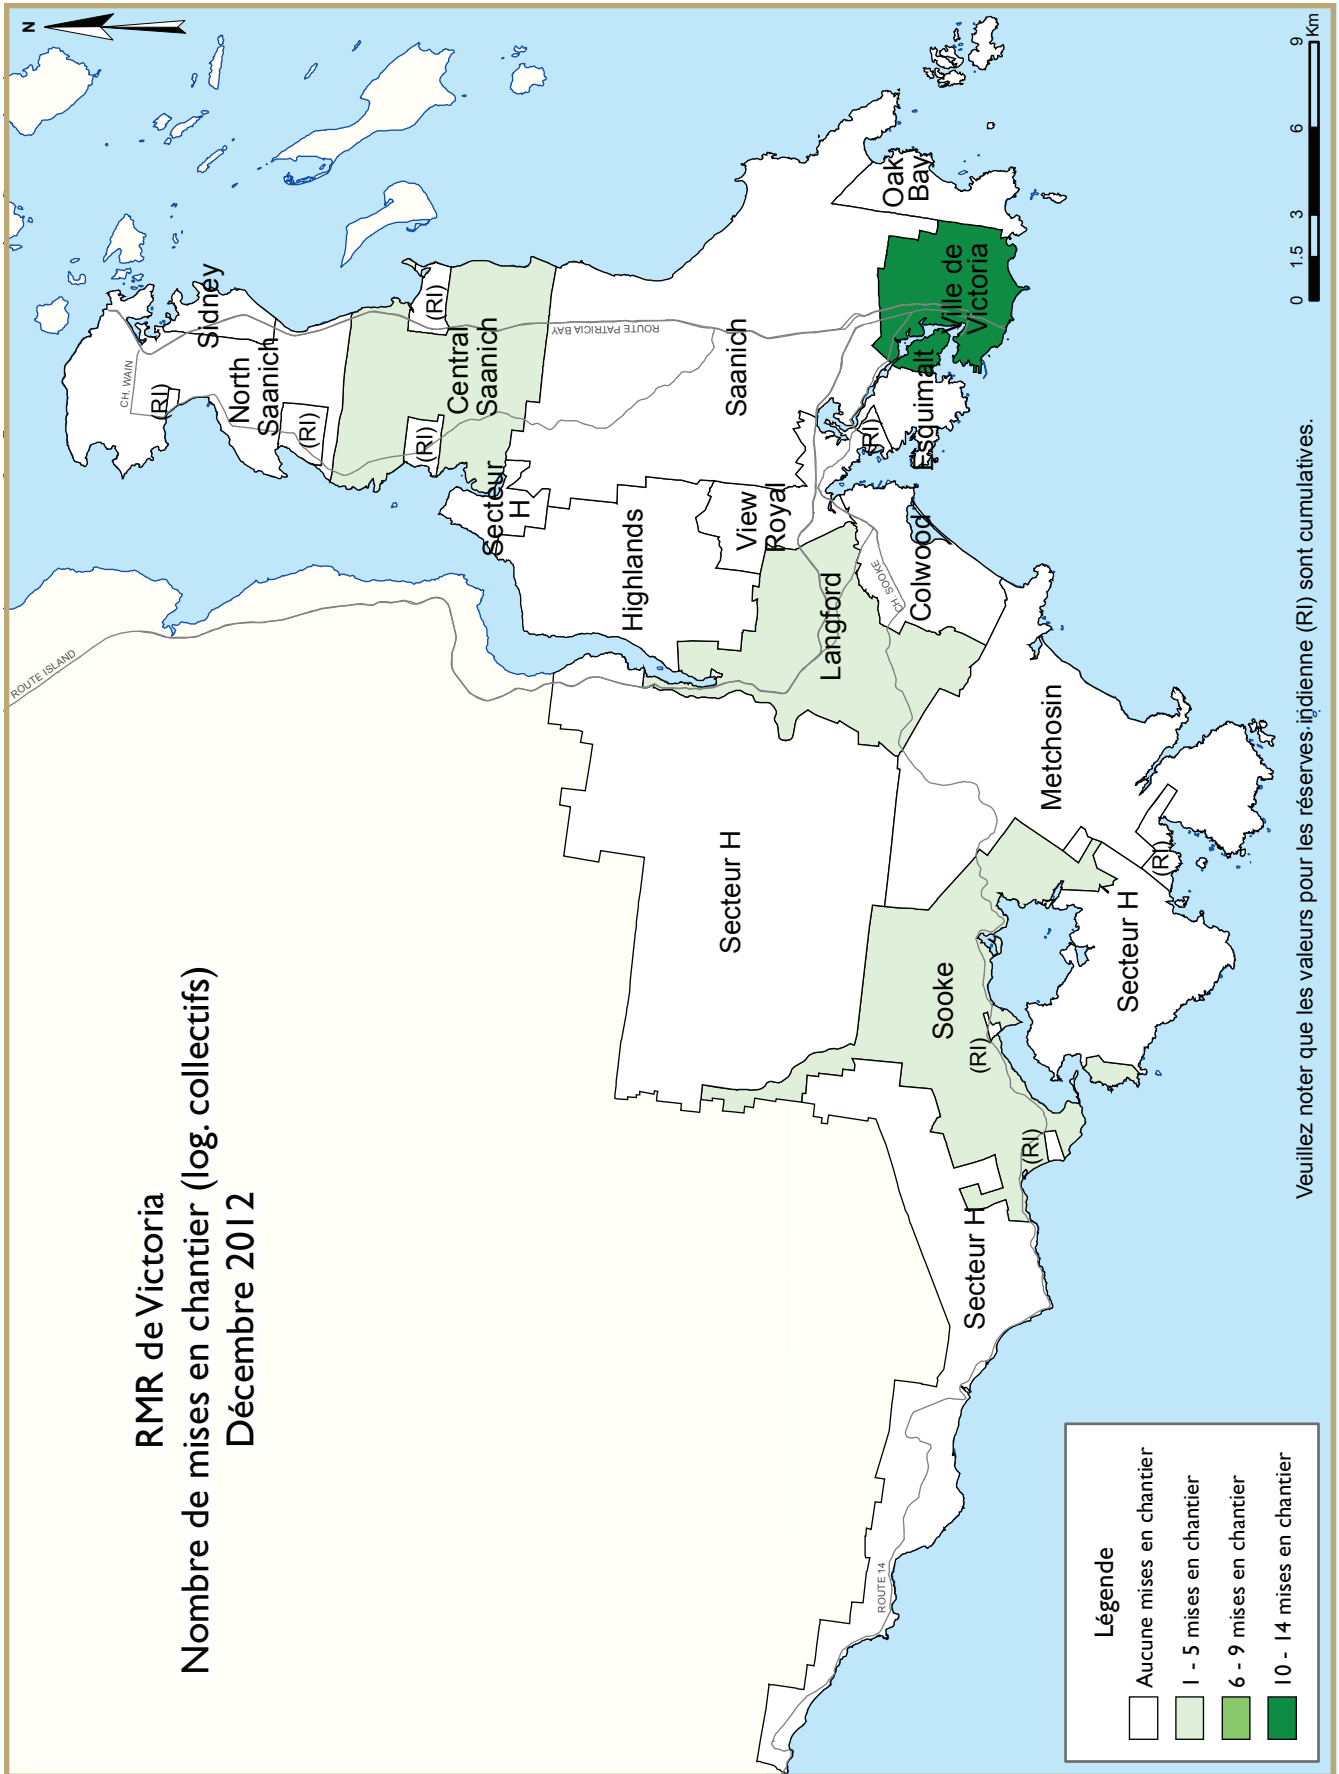 RMR de Victoria
Nombre de mises en chantier (log. collectifs)
Décembre 2012
N
ROUTE ISLAND
CH. WAIN
(RI)
Sidney
North
Saanich
(RI)
(RI)
(RI)
Central
Saanich
ROUTE PATRICIA BAY
Secteur
H
Saanich
Highlands
View
Royal
Oak
Bay
Ville de
Victoria
Esquimalt
(RI)
Langford
CH. SOOKE
Colwood
Metchosin
Secteur H
(RI)
Secteur H
Sooke
(RI)
(RI)
Secteur H
ROUTE 14
Légende
Aucune mises en chantier
1 - 5 mises en chantier
6 - 9 mises en chantier
10 - 14 mises en chantier
Veuillez noter que les valeurs pour les réserves indienne (RI) sont cumulatives.
0 1.5 3 6 9
Km